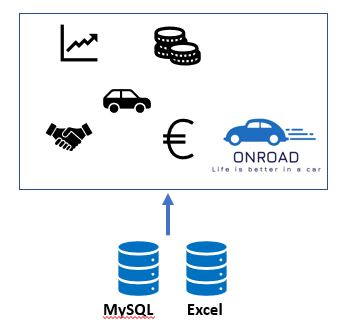 €
ONROAD
Life is better in a car
MySQL Excel